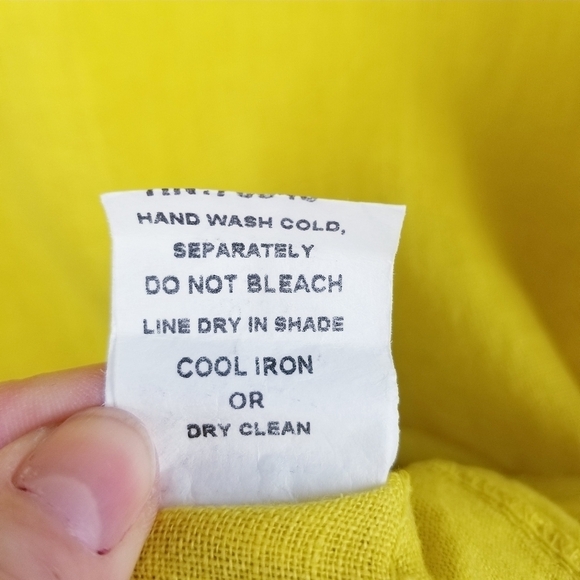 HAND WASH COLD,
SEPARATELY
DO NOT BLEACH
LINE DRY IN SHADE
COOL IRON
OR
DRY CLEAN